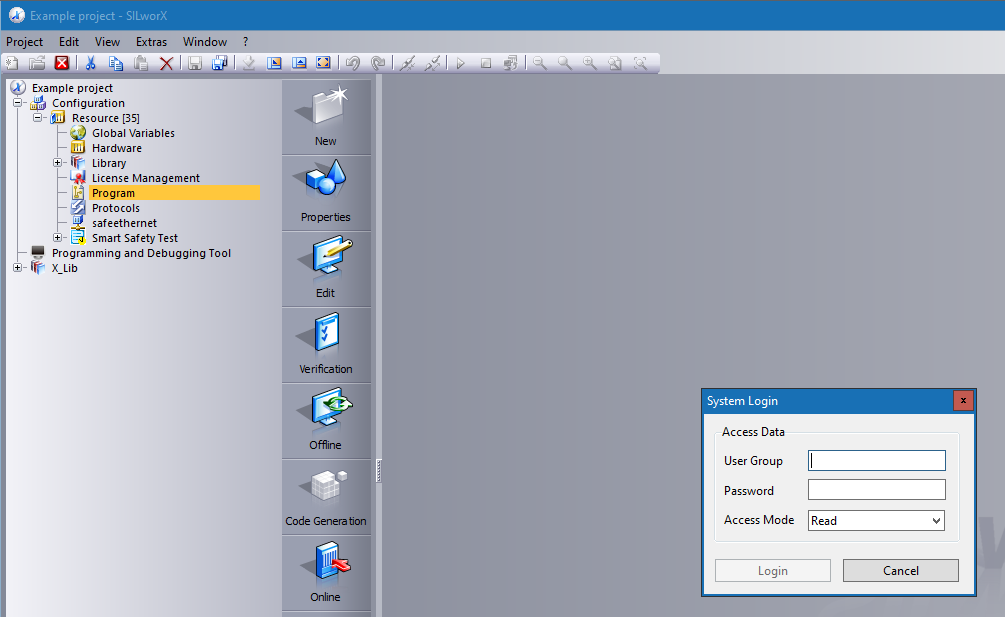 Example project - SILworX
Project Edit View Extras Window ?
Example project
Configuration
Resource [35]
Global Variables
Hardware
Library
License Management
Program
Protocols
safeethernet
Smart Safety Test
Programming and Debugging Tool
X_Lib
New
Properties
Edit
Verification
Offline
Code Generation
Online
System Login
x
Access Data
User Group
Password
Access Mode Read
Login Cancel